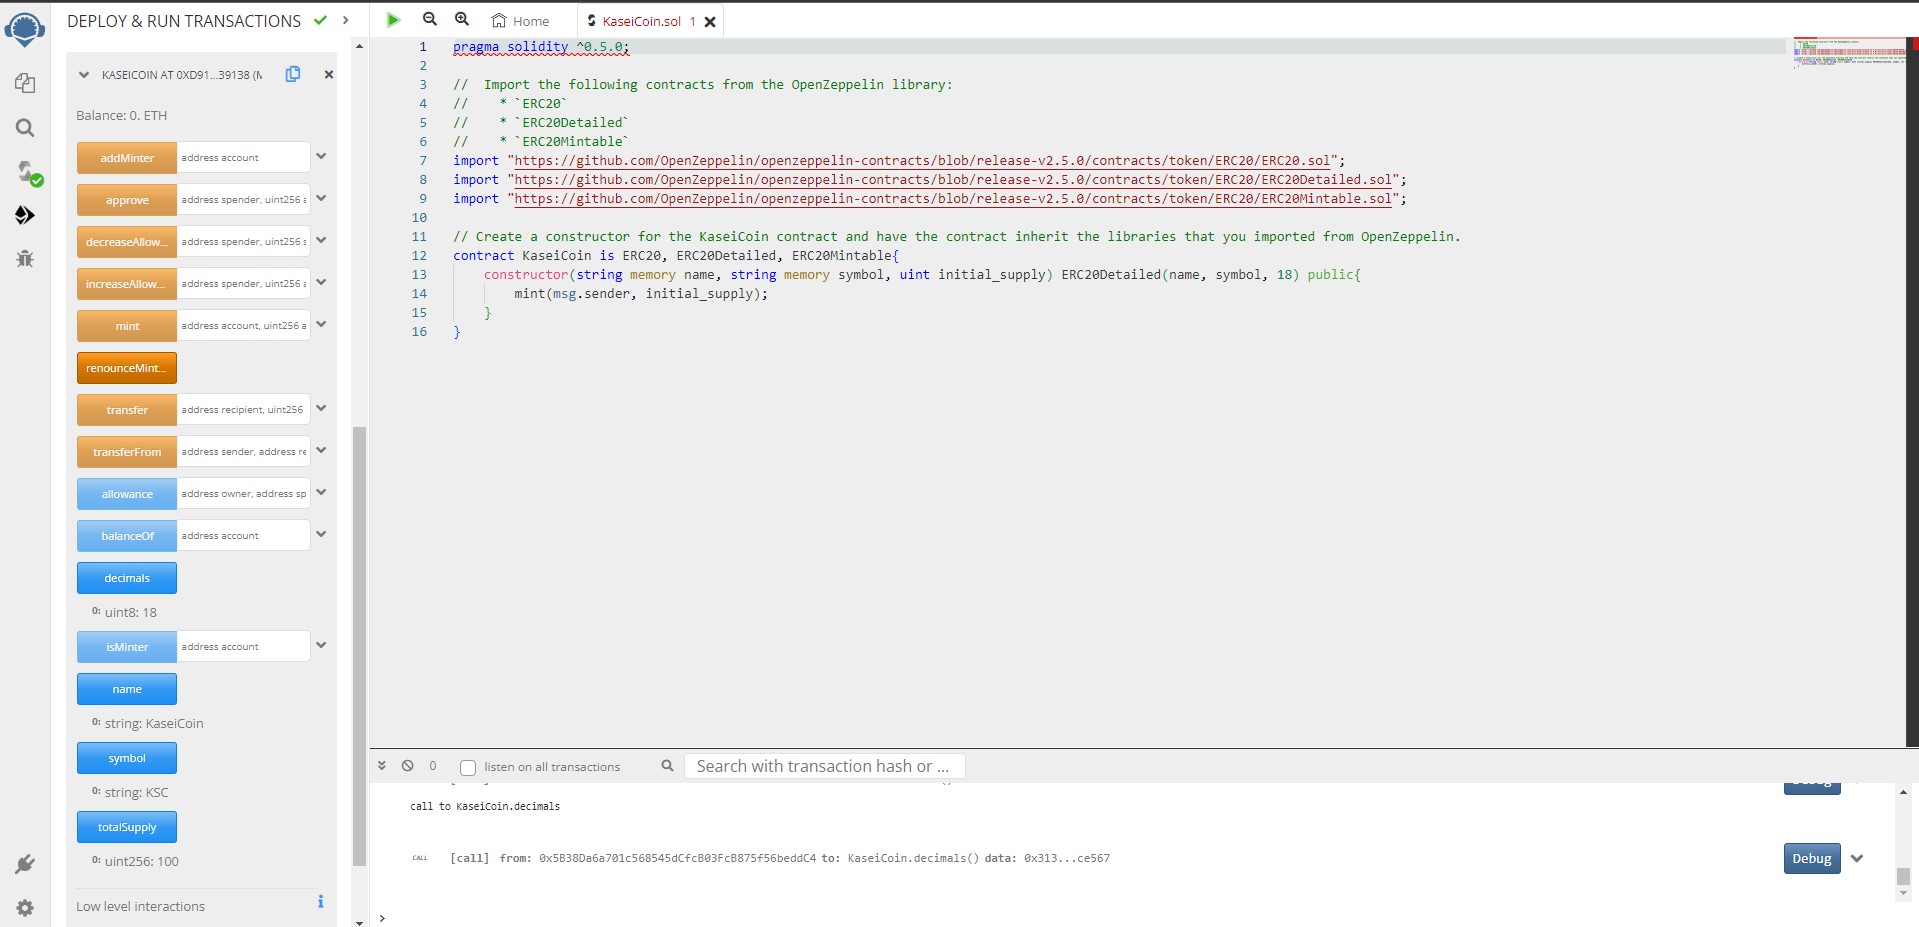 DEPLOY & RUN TRANSACTIONS
KASEICOIN AT 0XD91...39138 (M
Balance: 0. ETH
addMinter address account
approve address spender, uint256 a
decreaseAllow... address spender, uint256 s
increaseAllow... address spender, uint256 a
mint address account, uint256 a
renounceMint...
transfer address recipient, uint256
transferFrom address sender, address re
allowance address owner, address sp
balanceOf address account
decimals
0: uint8: 18
isMinter address account
name
0: string: KaseiCoin
symbol
0: string: KSC
totalSupply
0: uint256: 100
Low level interactions
i
Home
KaseiCoin.sol 1
1 pragma solidity ^0.5.0;
2
3 //  Import the following contracts from the OpenZeppelin library:
4 //    * `ERC20`
5 //    * `ERC20Detailed`
6 //    * `ERC20Mintable`
7 import "https://github.com/OpenZeppelin/openzeppelin-contracts/blob/release-v2.5.0/contracts/token/ERC20/ERC20.sol";
8 import "https://github.com/OpenZeppelin/openzeppelin-contracts/blob/release-v2.5.0/contracts/token/ERC20/ERC20Detailed.sol";
9 import "https://github.com/OpenZeppelin/openzeppelin-contracts/blob/release-v2.5.0/contracts/token/ERC20/ERC20Mintable.sol";
10
11 // Create a constructor for the KaseiCoin contract and have the contract inherit the libraries that you imported from OpenZeppelin.
12 contract KaseiCoin is ERC20, ERC20Detailed, ERC20Mintable{
13     constructor(string memory name, string memory symbol, uint initial_supply) ERC20Detailed(name, symbol, 18) public{
14         mint(msg.sender, initial_supply);
15     }
16 }
0 listen on all transactions Search with transaction hash or ...
call to KaseiCoin.decimals
CALL [call] from: 0x5B38Da6a701c568545dCfcB03FcB875f56beddC4 to: KaseiCoin.decimals() data: 0x313...ce567 Debug
>